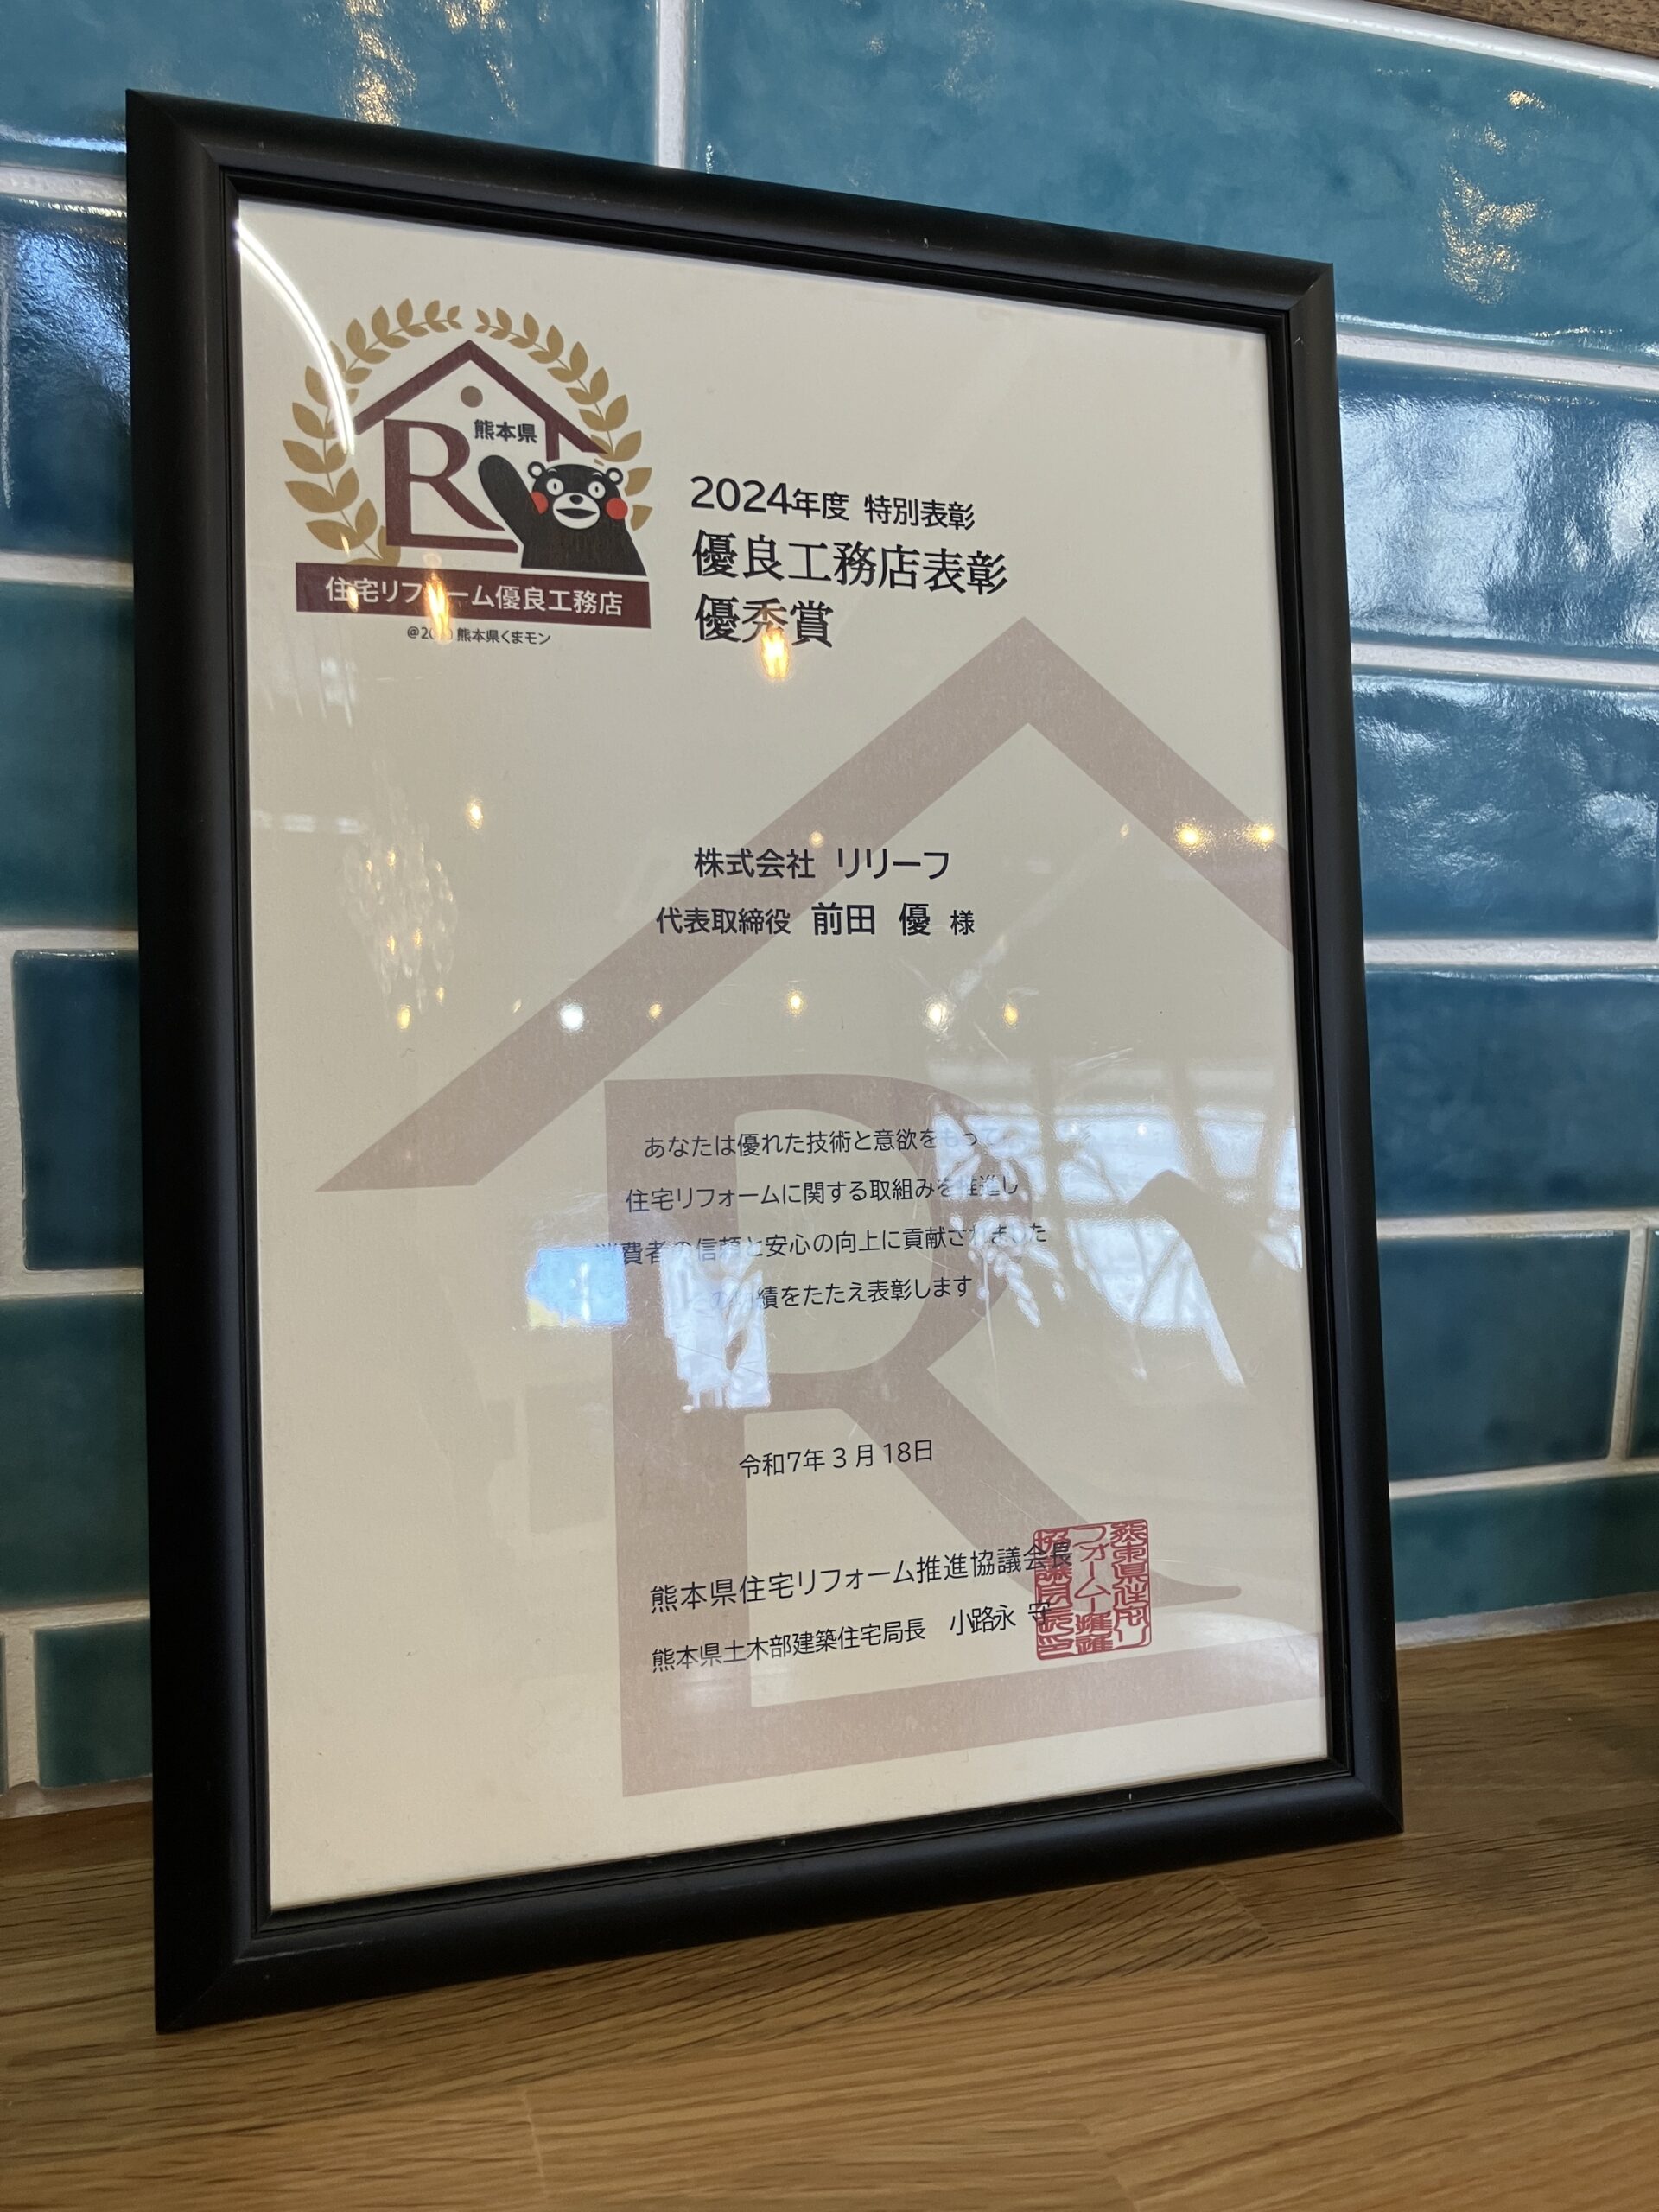 熊本県
住宅リフォーム優良工務店
熊本県くまモン
2024年度 特別表彰
優良工務店表彰
優秀賞
株式会社 リリーフ
代表取締役 前田 優 様
あなたは優れた技術と意欲をもって
住宅リフォームに関する取組みを推進し
消費者の信頼と安心の向上に貢献されました
績をたたえ表彰します
令和7年3月18日
熊本県住宅リフォーム推進協議会長
熊本県土木部建築住宅局長 小路永 守